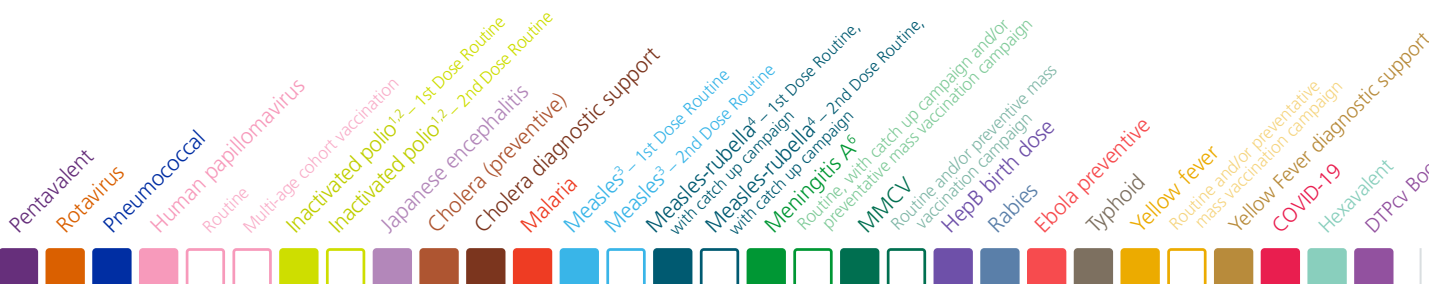 Pentavalent
Rotavirus
Pneumococcal
Human papillomavirus
Routine
Multi-age cohort vaccination
Inactivated polio¹,² – 1st Dose Routine
Inactivated polio¹,² – 2nd Dose Routine
Japanese encephalitis
Cholera (preventive)
Cholera diagnostic support
Malaria
Measles³ – 1st Dose Routine
Measles³ – 2nd Dose Routine
Measles-rubella⁴ – 1st Dose Routine,
with catch up campaign
Measles-rubella⁴ – 2nd Dose Routine,
with catch up campaign
Meningitis A⁶
Routine, with catch up campaign and/or
preventative mass vaccination campaign
MMCV
Routine and/or preventive mass
vaccination campaign
HepB birth dose
Rabies
Ebola preventive
Typhoid
Yellow fever
Routine and/or preventative
mass vaccination campaign
Yellow Fever diagnostic support
COVID-19
Hexavalent
DTPcv Boo